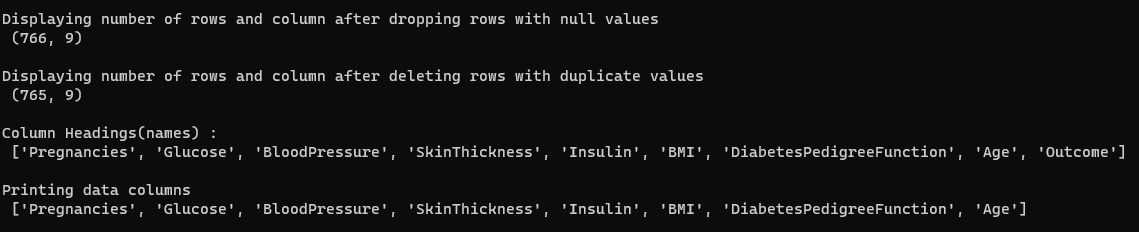 Displaying number of rows and column after dropping rows with null values
(766, 9)
Displaying number of rows and column after deleting rows with duplicate values
(765, 9)
Column Headings(names) :
['Pregnancies', 'Glucose', 'BloodPressure', 'SkinThickness', 'Insulin', 'BMI', 'DiabetesPedigreeFunction', 'Age', 'Outcome']
Printing data columns
['Pregnancies', 'Glucose', 'BloodPressure', 'SkinThickness', 'Insulin', 'BMI', 'DiabetesPedigreeFunction', 'Age']